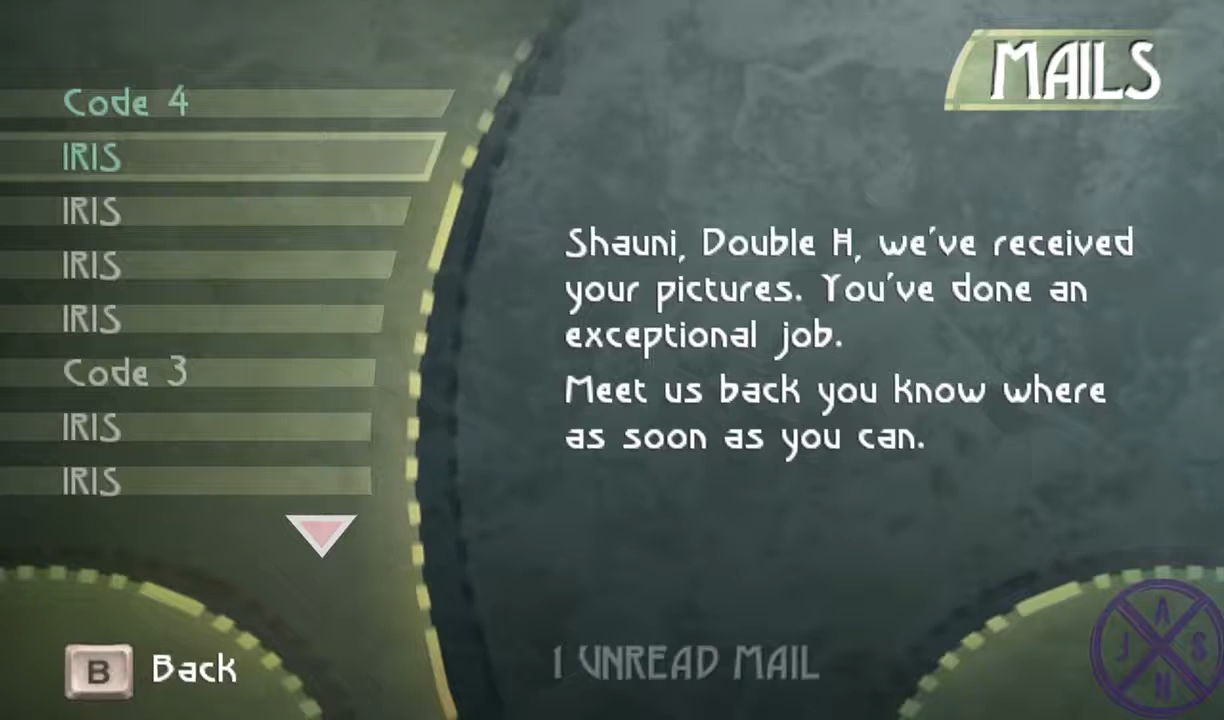 MAILS
Code 4
IRIS
IRIS
IRIS
IRIS
Code 3
IRIS
IRIS
Shauni, Double H, we've received
your pictures. You've done an
exceptional job.
Meet us back you know where
as soon as you can.
B Back
1 UNREAD MAIL
A
J S
N